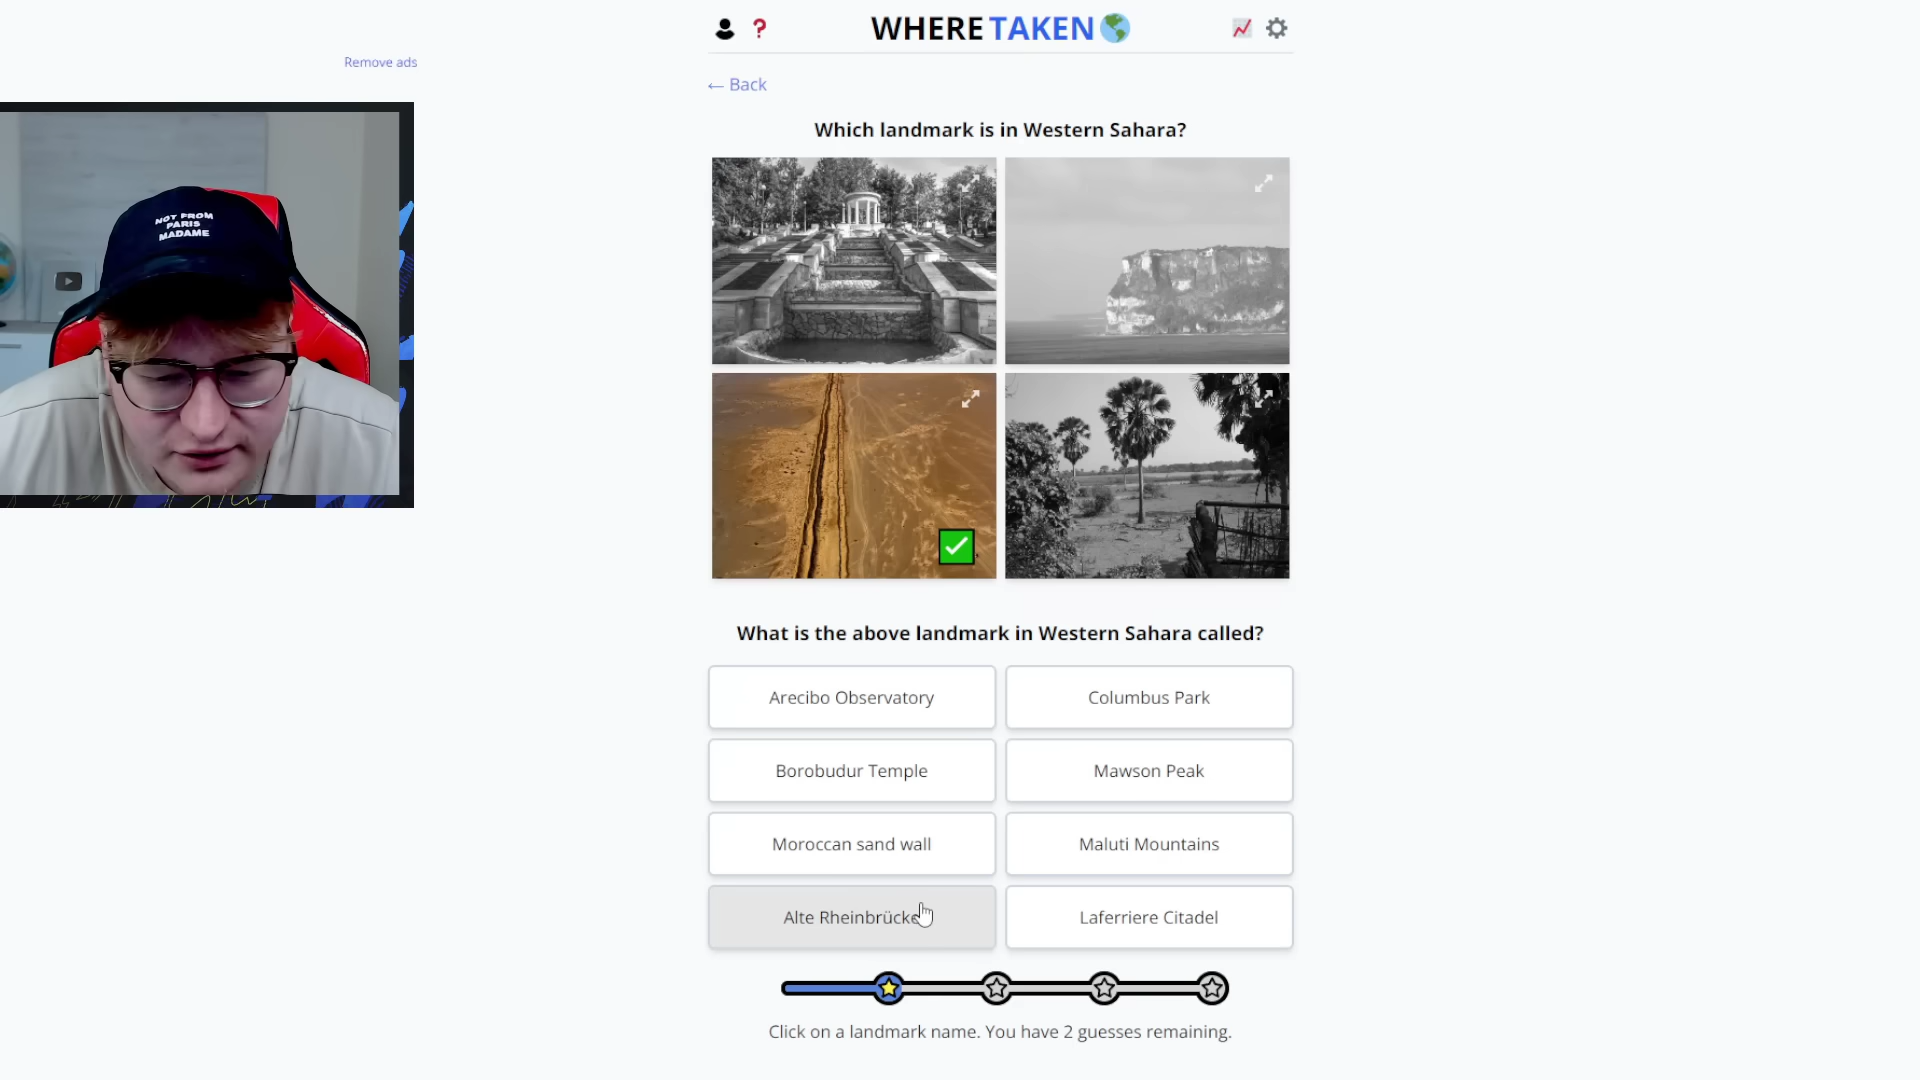 WHERE TAKEN
Remove ads
← Back
Which landmark is in Western Sahara?
NOT FROM
PARIS
MADAME
What is the above landmark in Western Sahara called?
Arecibo Observatory
Columbus Park
Borobudur Temple
Mawson Peak
Moroccan sand wall
Maluti Mountains
Alte Rheinbrücke
Laferriere Citadel
Click on a landmark name. You have 2 guesses remaining.